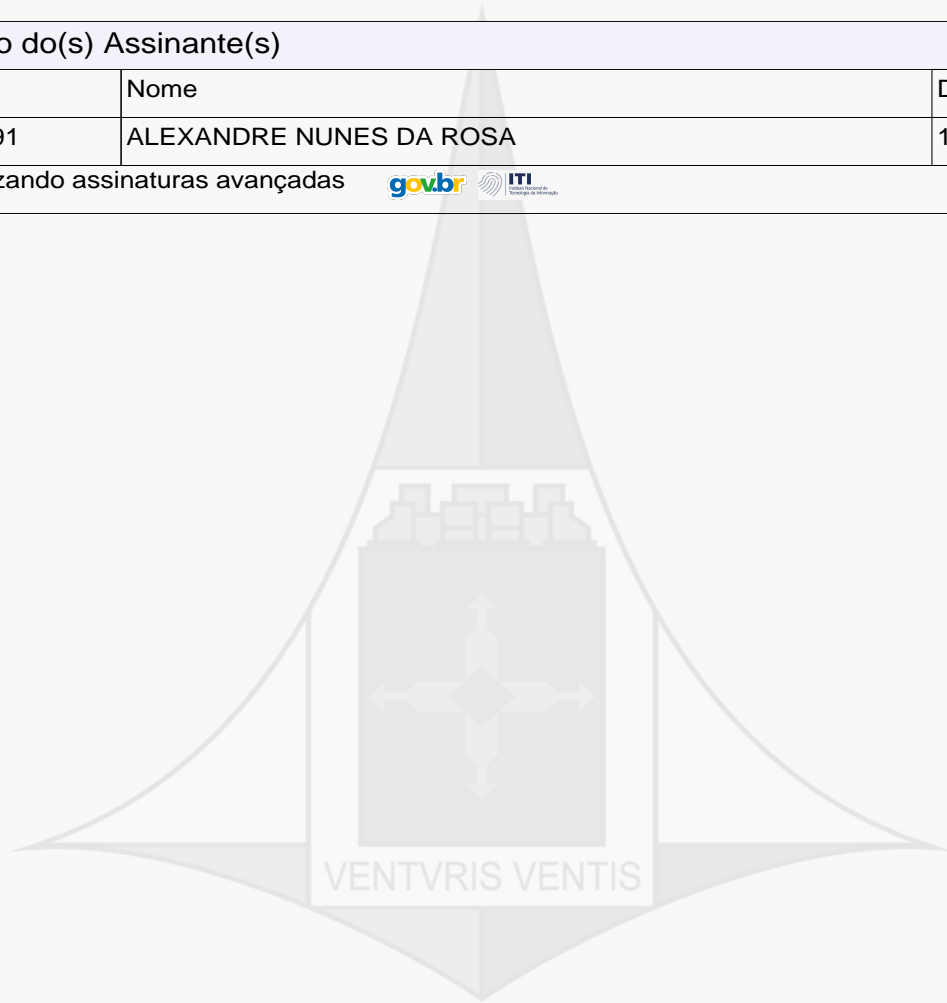 o do(s) Assinante(s)
Nome
91 ALEXANDRE NUNES DA ROSA 1
zando assinaturas avançadas gov.br ITI
VENTVRIS VENTIS